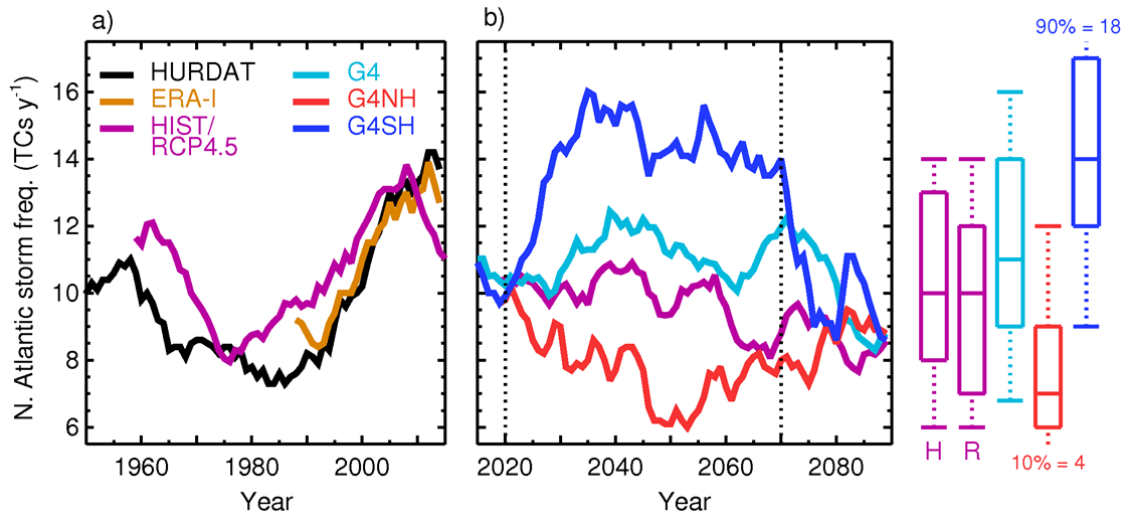 a)
b)
90% = 18
HURDAT
ERA-I
HIST/
RCP4.5
G4
G4NH
G4SH
N. Atlantic storm freq. (TCs y⁻¹)
16
14
12
10
8
6
H
R
10% = 4
1960
1980
2000
2020
2040
2060
2080
Year
Year